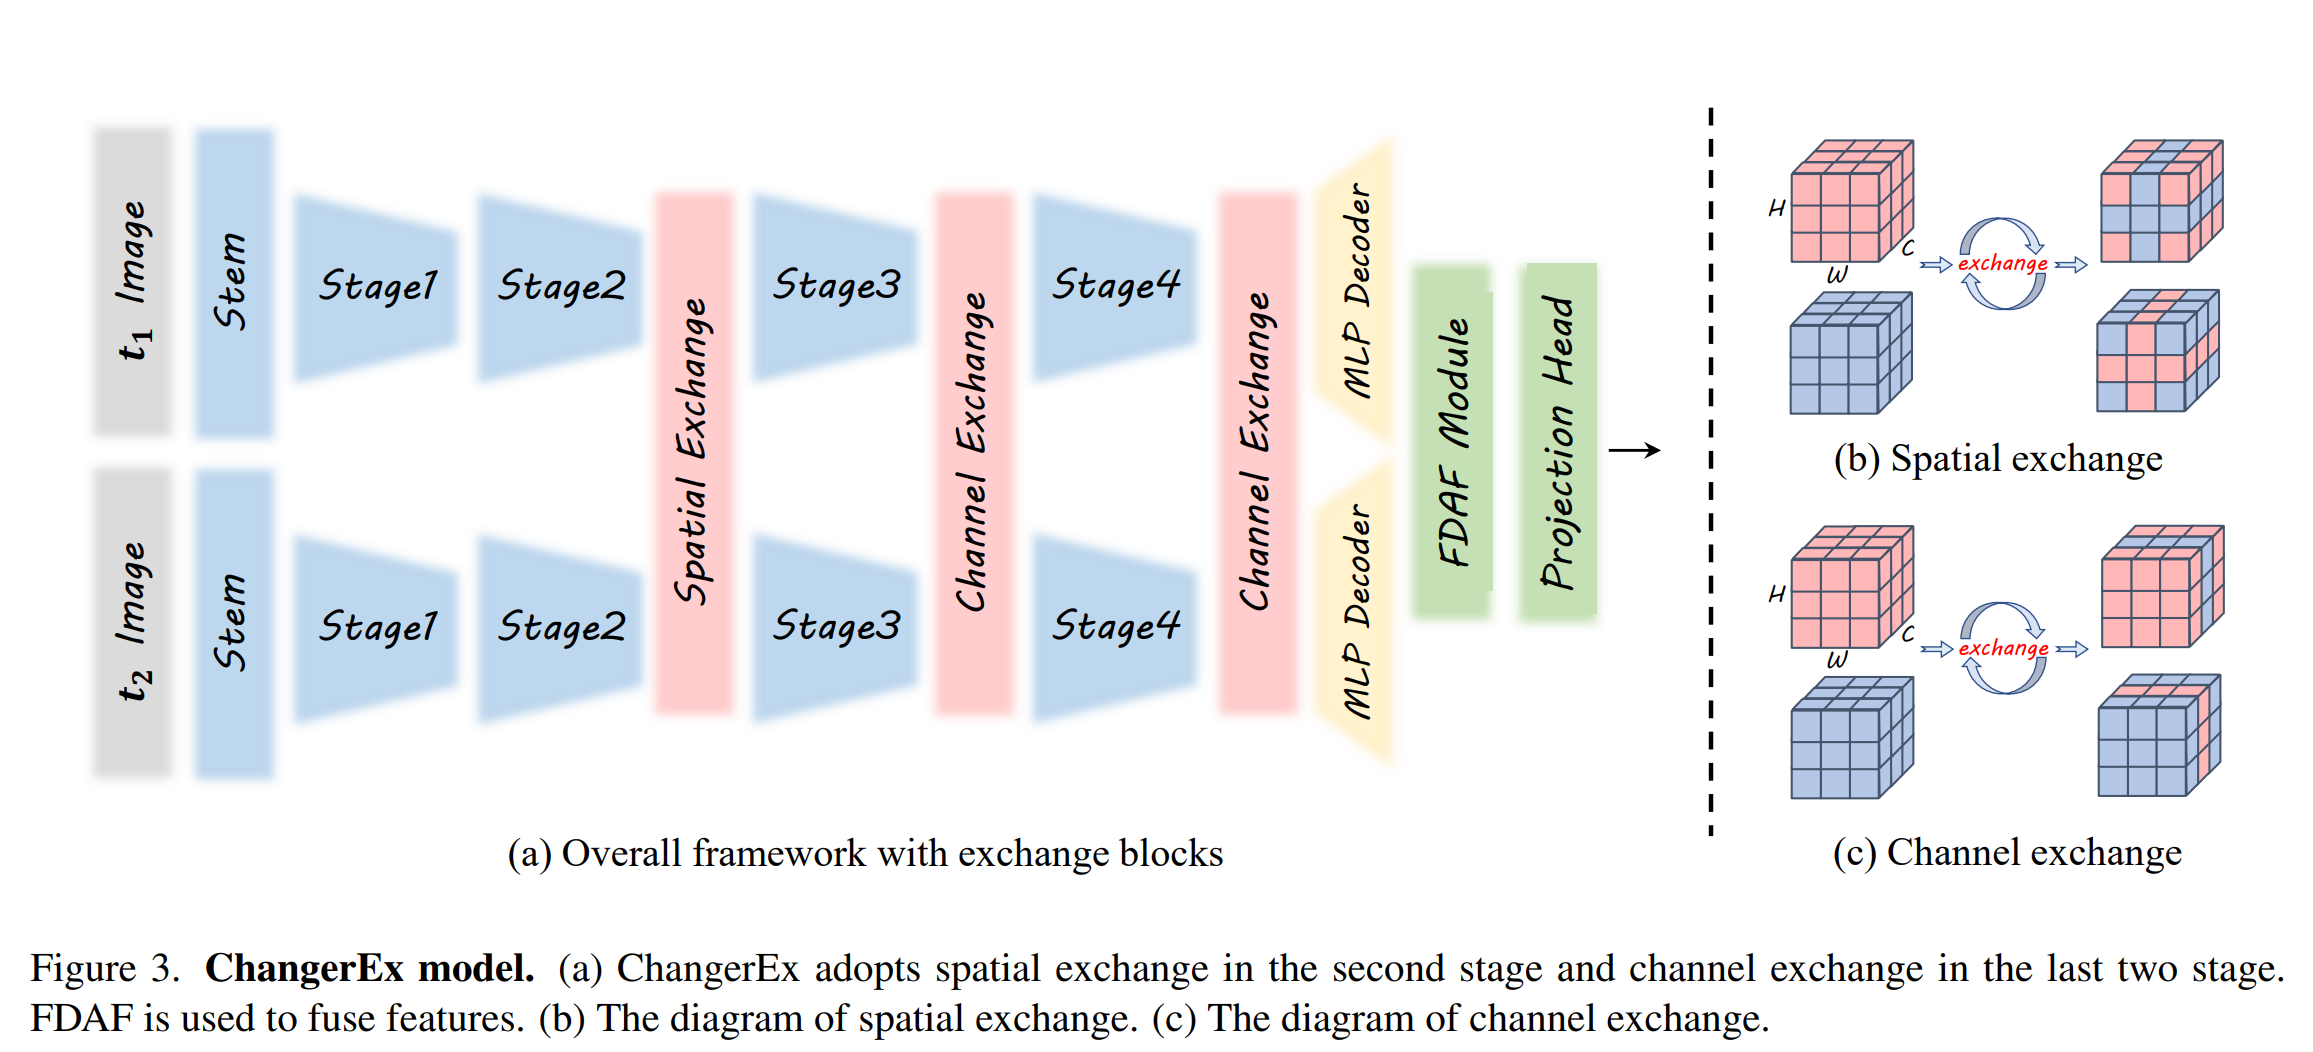 t1 Image
Stem
Stage1
Stage2
Spatial Exchange
Stage3
Channel Exchange
Stage4
Channel Exchange
MLP Decoder
FDAF Module
Projection Head
t2 Image
Stem
Stage1
Stage2
Stage3
Stage4
MLP Decoder
(a) Overall framework with exchange blocks
H
W
C
exchange
(b) Spatial exchange
H
W
C
exchange
(c) Channel exchange
Figure 3. ChangerEx model. (a) ChangerEx adopts spatial exchange in the second stage and channel exchange in the last two stage.
FDAF is used to fuse features. (b) The diagram of spatial exchange. (c) The diagram of channel exchange.